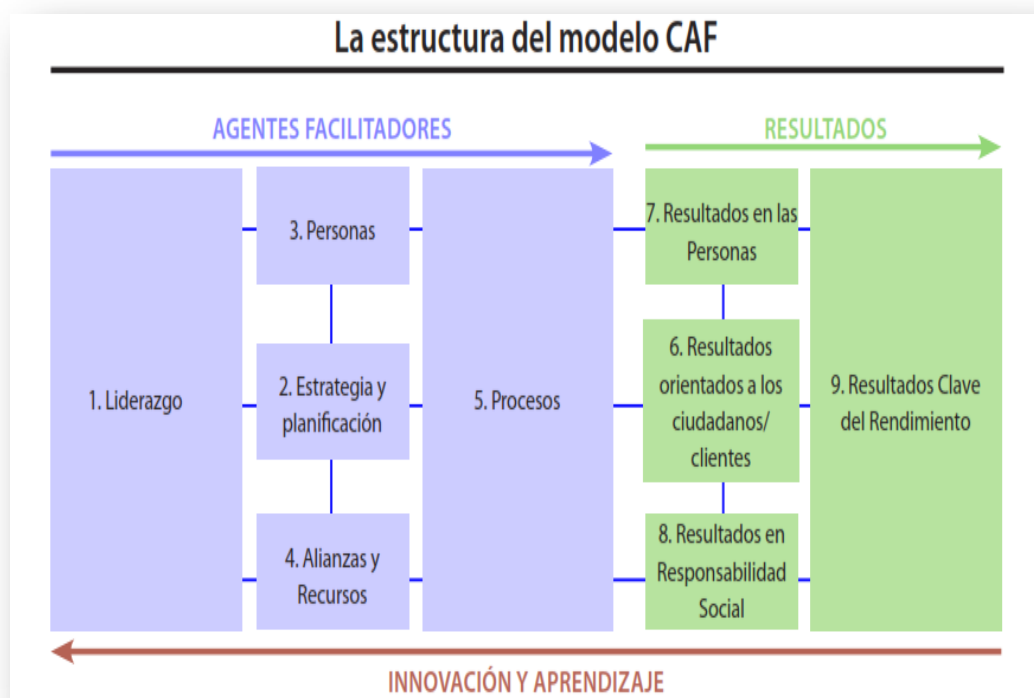 La estructura del modelo CAF
AGENTES FACILITADORES
RESULTADOS
1. Liderazgo
3. Personas
2. Estrategia y
planificación
4. Alianzas y
Recursos
5. Procesos
7. Resultados en las
Personas
6. Resultados
orientados a los
ciudadanos/
clientes
8. Resultados en
Responsabilidad
Social
9. Resultados Clave
del Rendimiento
INNOVACIÓN Y APRENDIZAJE